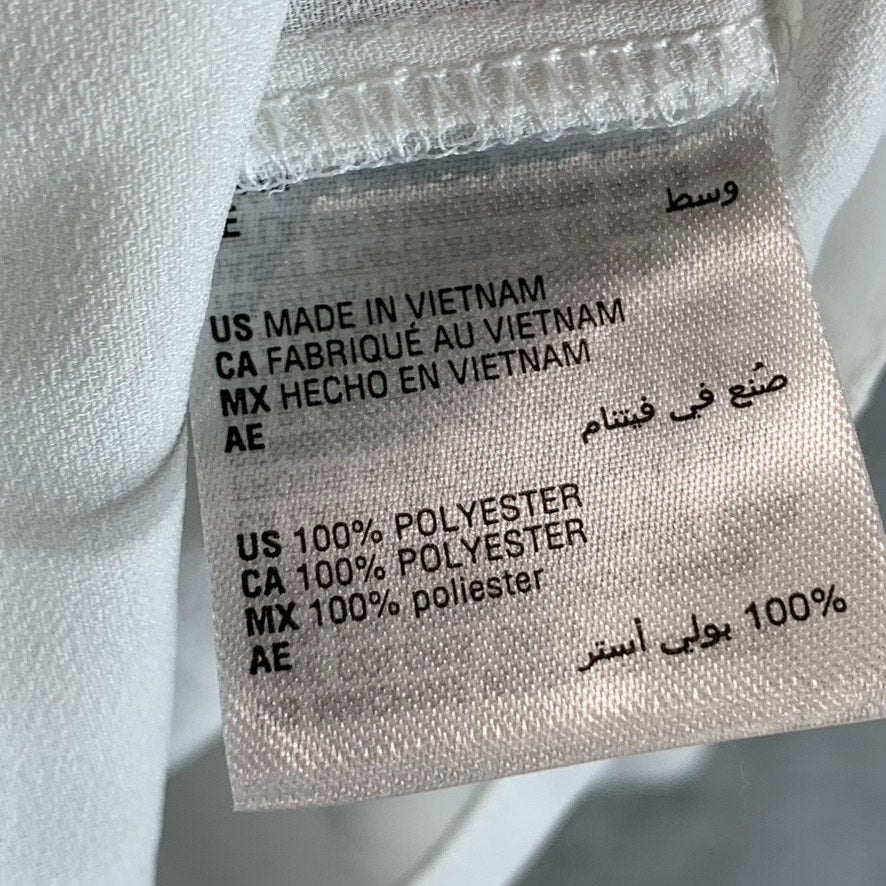 وسط
US MADE IN VIETNAM
CA FABRIQUÉ AU VIETNAM
MX HECHO EN VIETNAM
AE صُنع في فيتنام
US 100% POLYESTER
CA 100% POLYESTER
MX 100% poliester
AE 100% بولي أستر